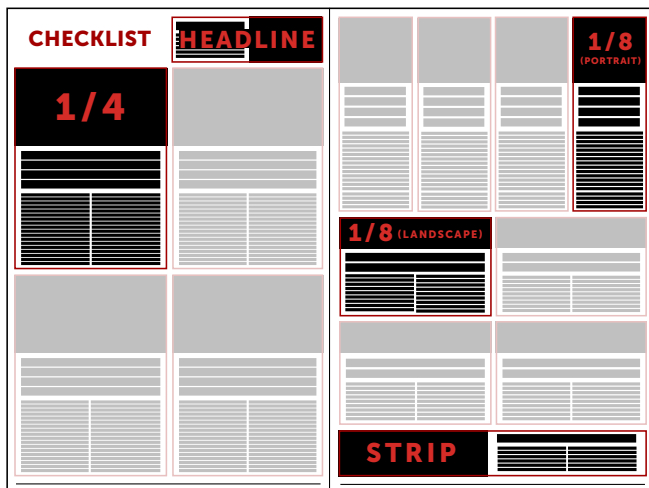 CHECKLIST
HEADLINE
1/4
1/8
(PORTRAIT)
1/8 (LANDSCAPE)
STRIP